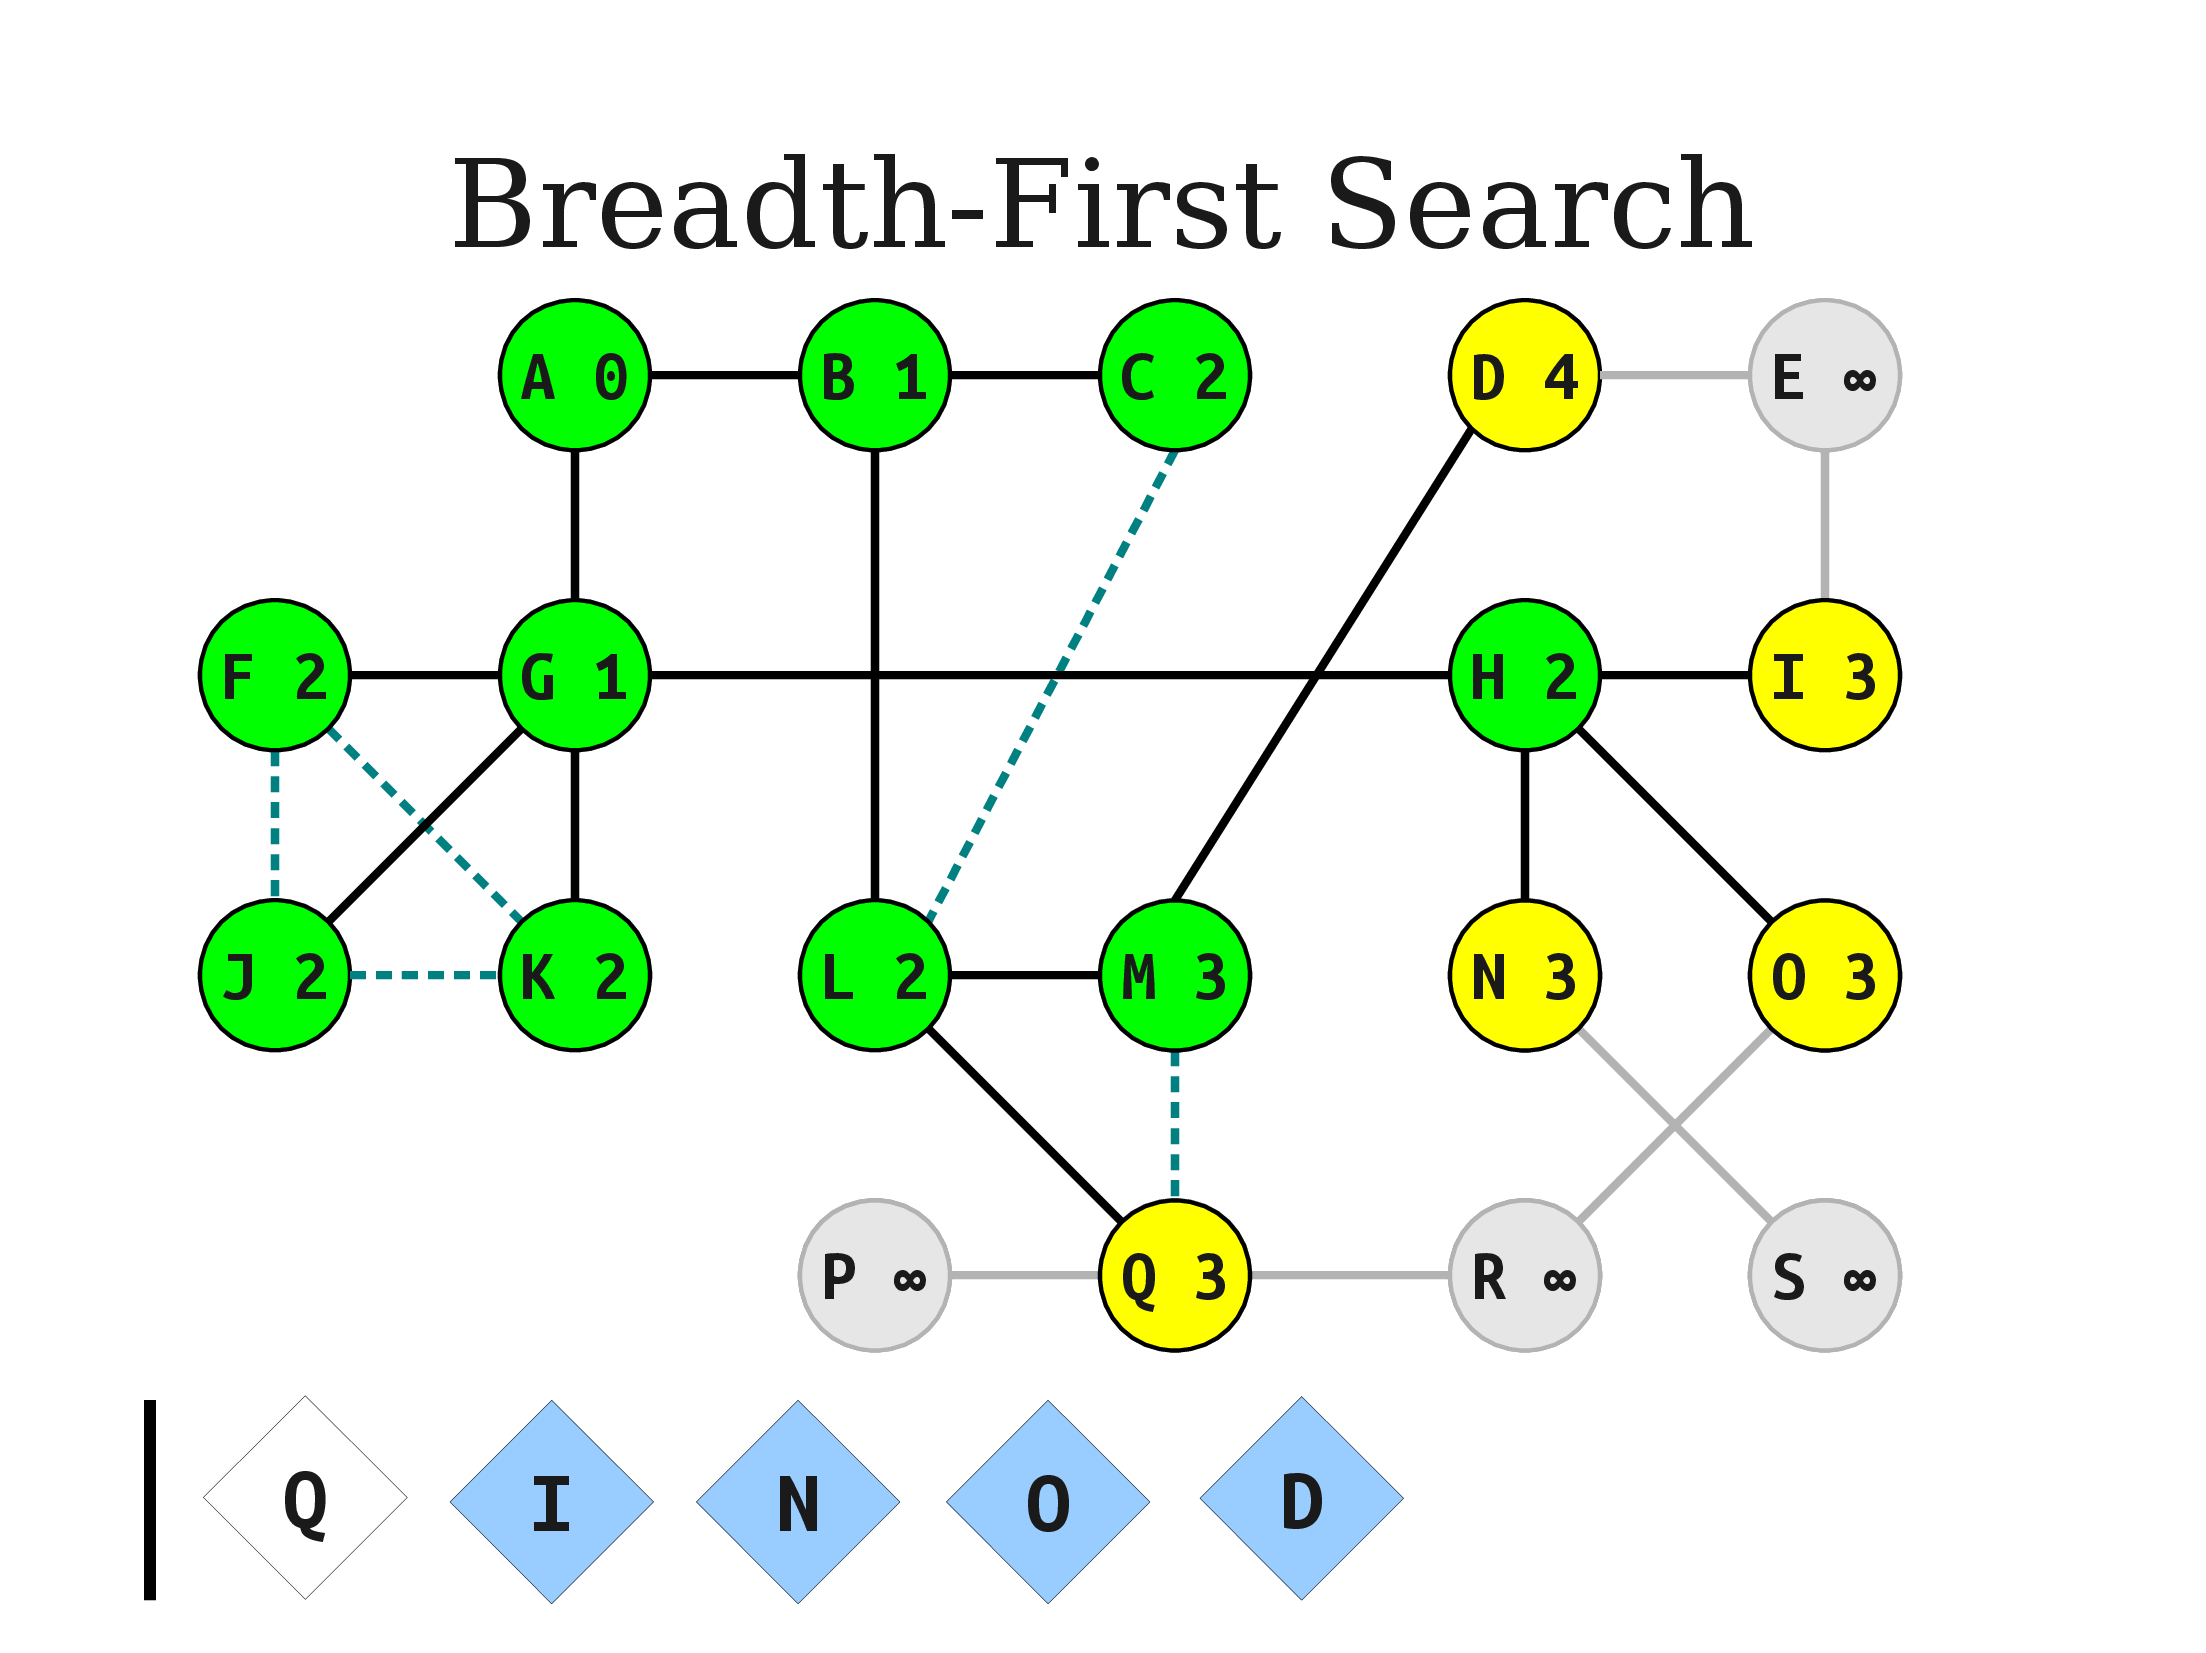 Breadth-First Search
A 0 B 1 C 2 D 4 E ∞
F 2 G 1 H 2 I 3
J 2 K 2 L 2 M 3 N 3 O 3
P ∞ Q 3 R ∞ S ∞
Q I N O D